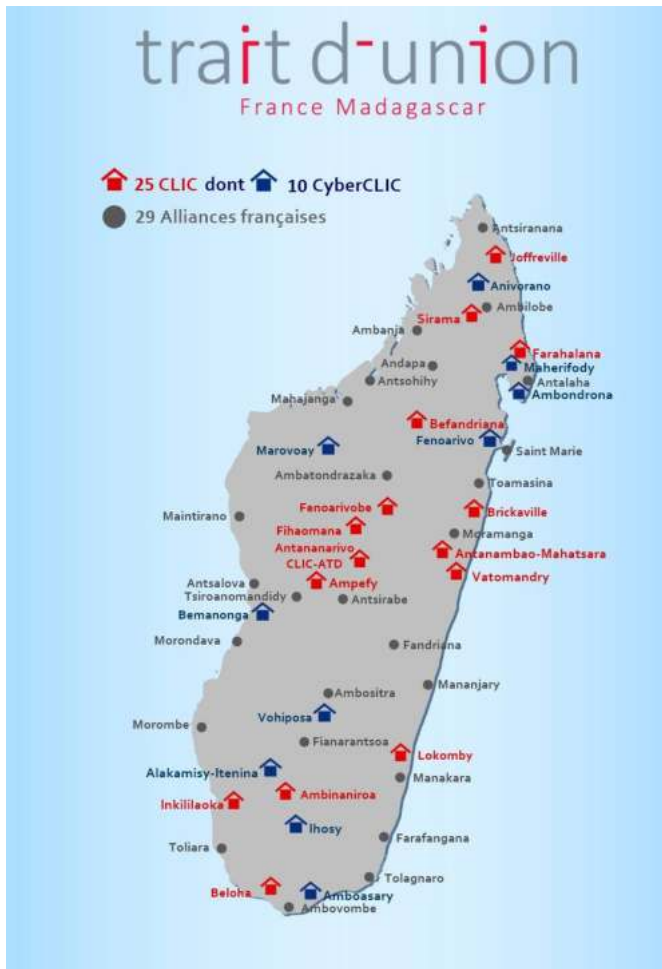 trait d-union
France Madagascar
25 CLIC dont 10 CyberCLIC
29 Alliances françaises
Antsiranana
Joffreville
Anivorano
Ambilobe
Sirama
Ambanja
Farahalana
Andapa
Maherifody
Antsohihy
Antalaha
Ambondrona
Mahajanga
Befandriana
Fenoarivo
Marovoay
Saint Marie
Ambatondrazaka
Toamasina
Fenoarivobe
Brickaville
Maintirano
Fihaomana
Moramanga
Antananarivo
CLIC-ATD
Antanambao-Mahatsara
Vatomandry
Antsalova
Ampefy
Tsiroanomandidy
Antsirabe
Bemanonga
Morondava
Fandriana
Mananjary
Ambositra
Vohiposa
Morombe
Fianarantsoa
Lokomby
Alakamisy-Itenina
Manakara
Ambinaniroa
Inkililaoka
Ihosy
Farafangana
Toliara
Tolagnaro
Beloha
Amboasary
Ambovombe